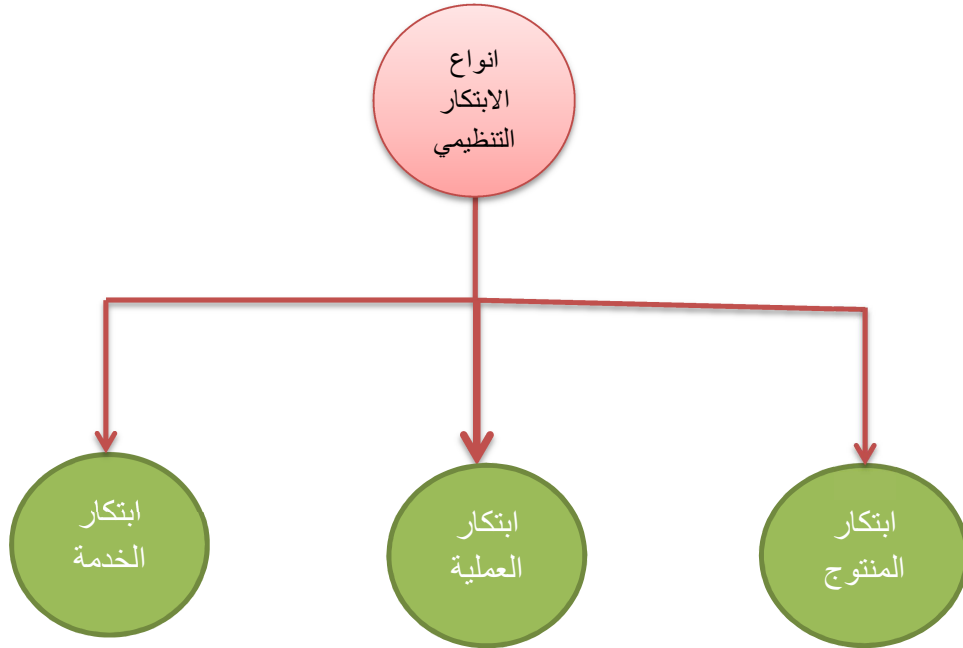 انواع
الابتكار
التنظيمي
ابتكار
المنتوج
ابتكار
العملية
ابتكار
الخدمة